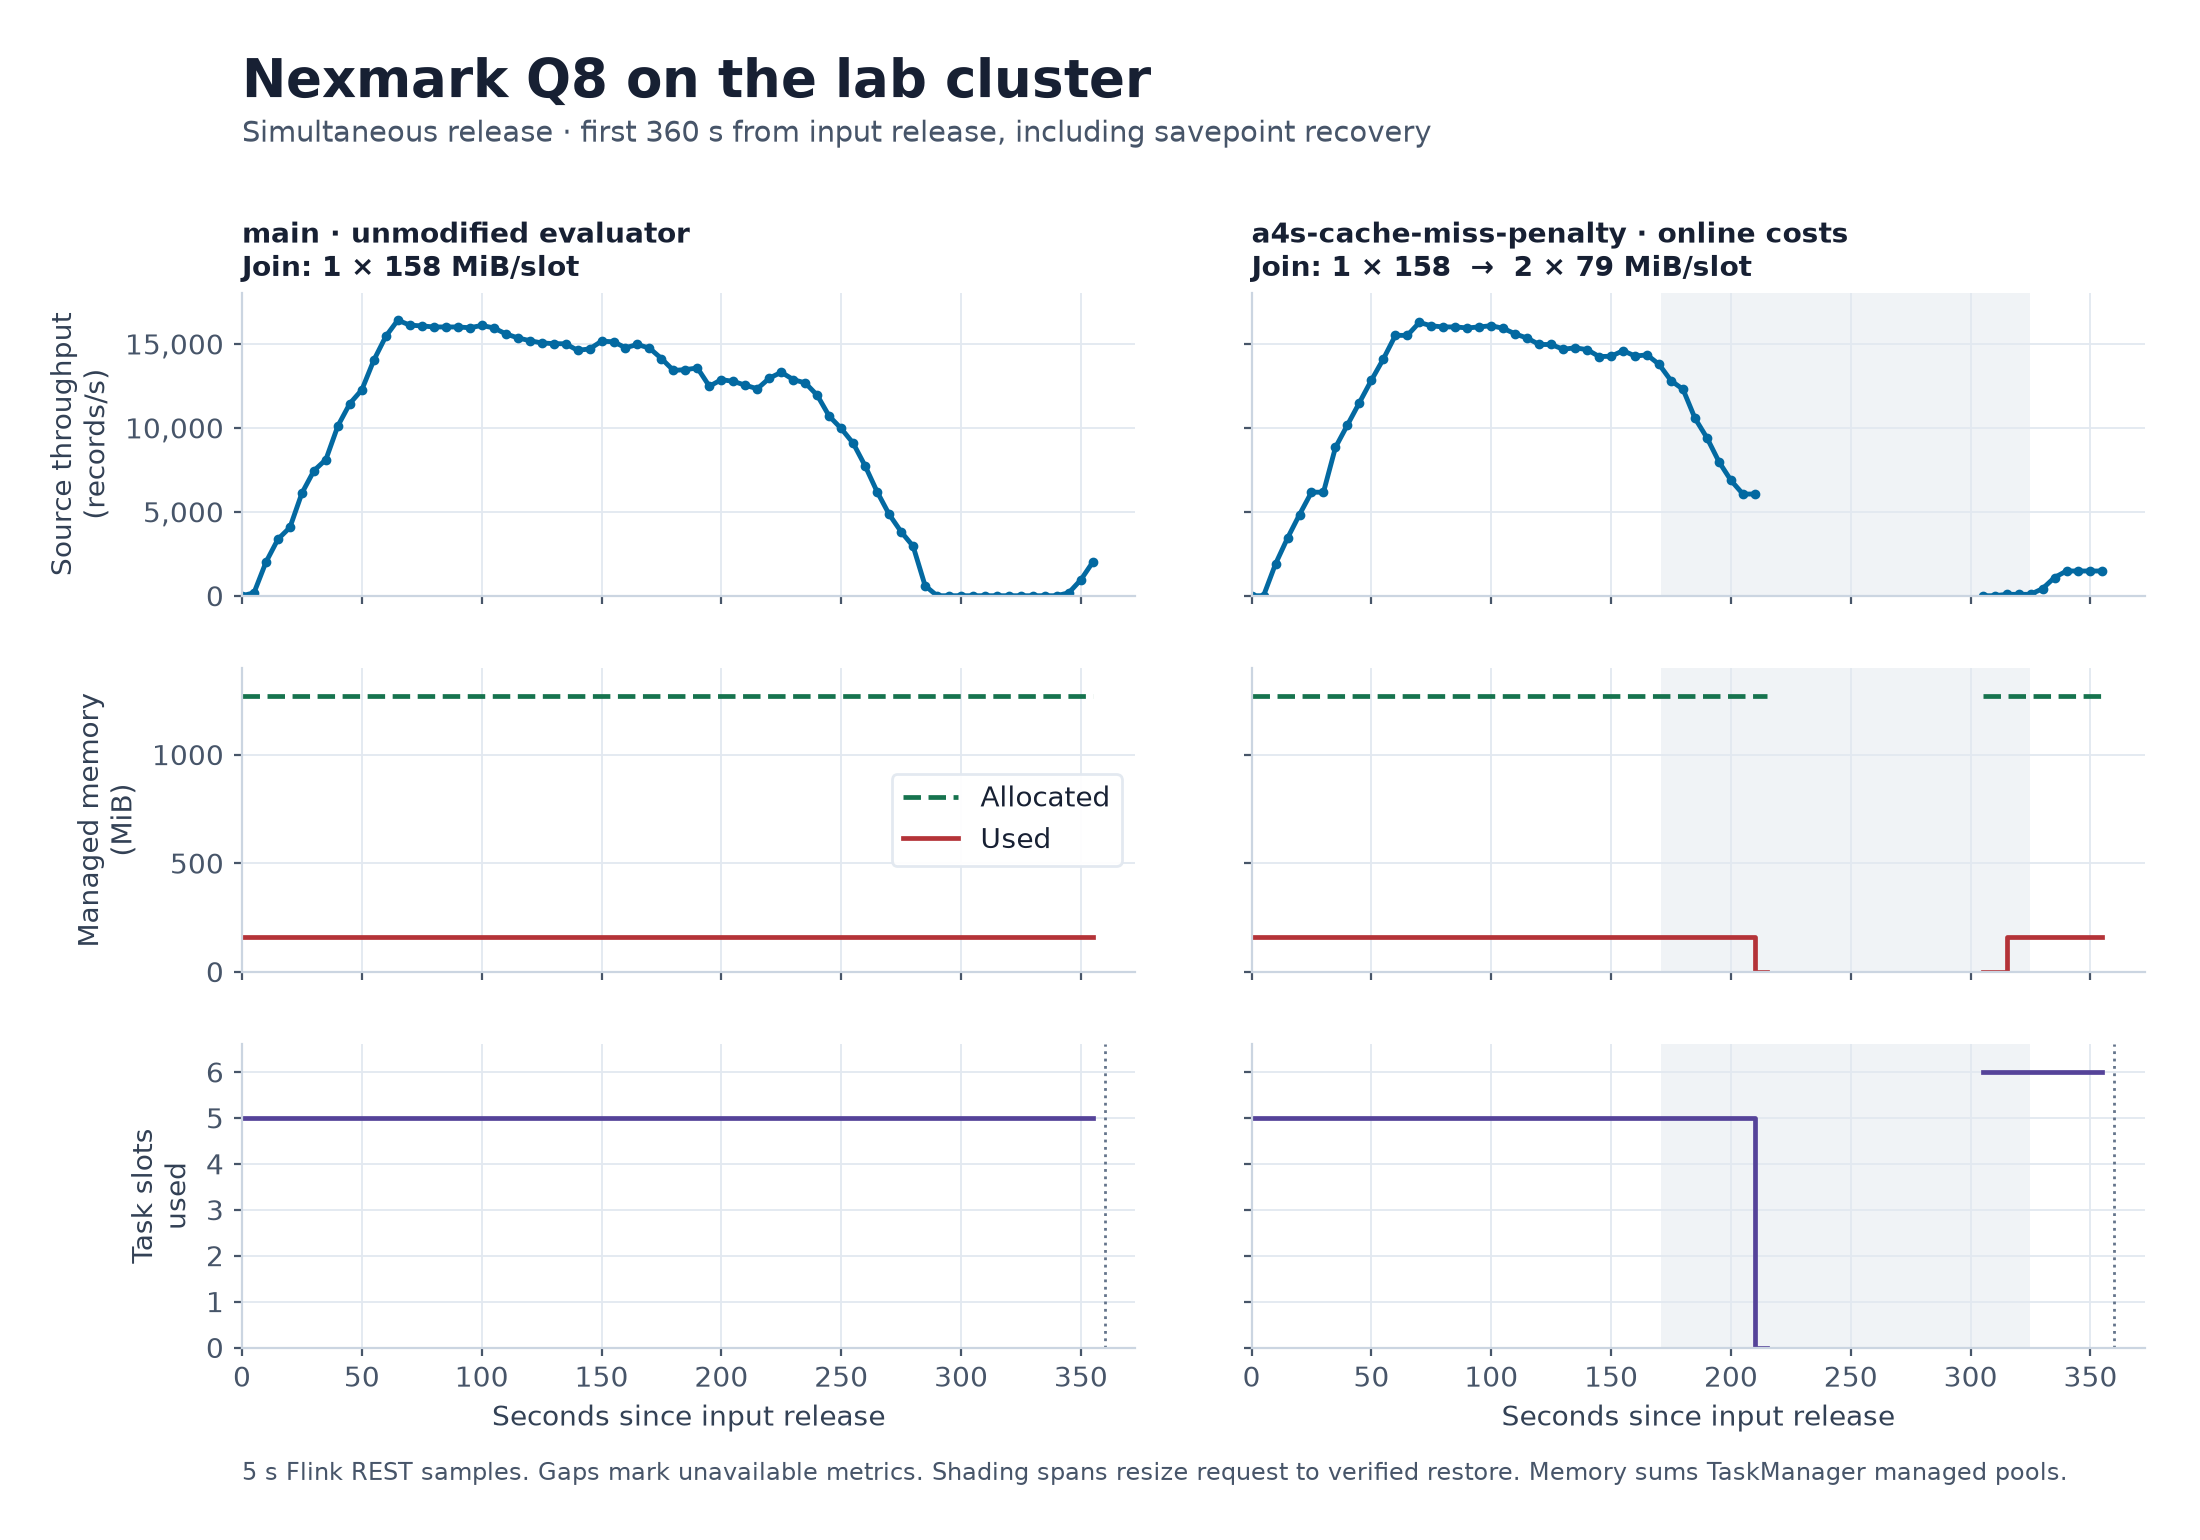 Nexmark Q8 on the lab cluster
Simultaneous release · first 360 s from input release, including savepoint recovery
main · unmodified evaluator
Join: 1 × 158 MiB/slot
a4s-cache-miss-penalty · online costs
Join: 1 × 158 → 2 × 79 MiB/slot
Source throughput
(records/s)
15,000
10,000
5,000
0
Managed memory
(MiB)
1000
500
0
Allocated
Used
Task slots
used
6
5
4
3
2
1
0
0 50 100 150 200 250 300 350
0 50 100 150 200 250 300 350
Seconds since input release
Seconds since input release
5 s Flink REST samples. Gaps mark unavailable metrics. Shading spans resize request to verified restore. Memory sums TaskManager managed pools.